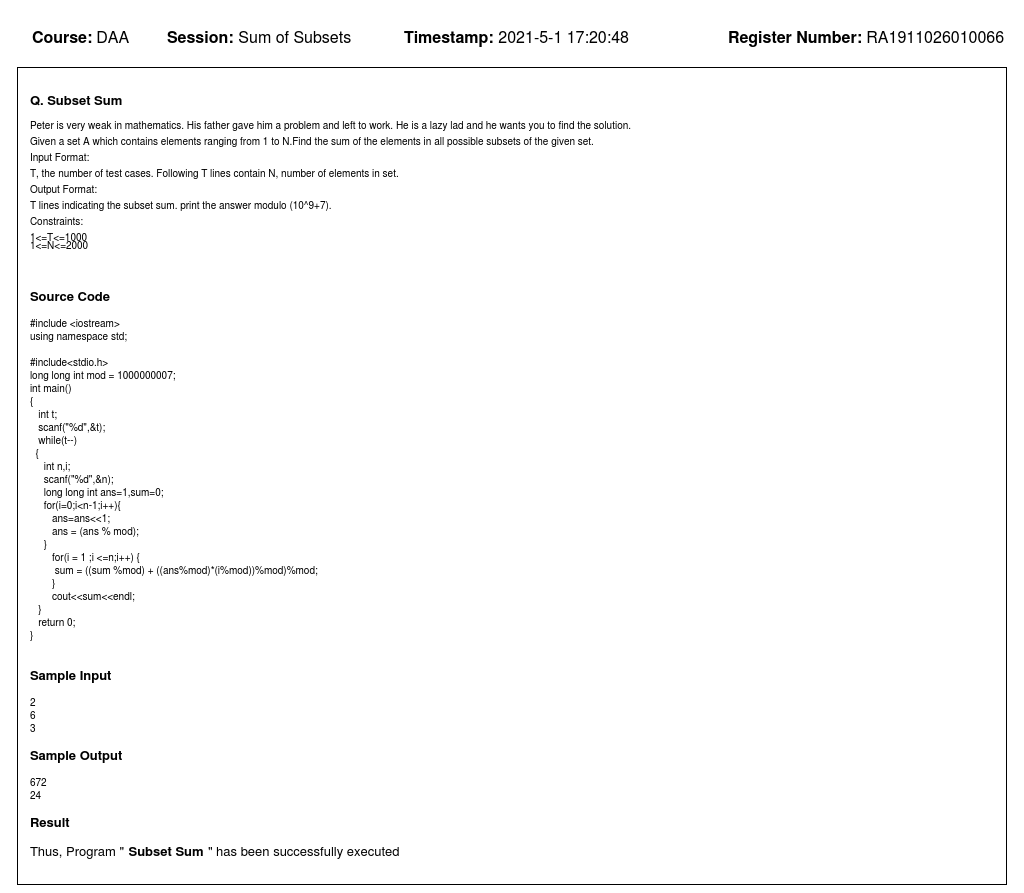 Course: DAA Session: Sum of Subsets Timestamp: 2021-5-1 17:20:48 Register Number: RA1911026010066
Q. Subset Sum
Peter is very weak in mathematics. His father gave him a problem and left to work. He is a lazy lad and he wants you to find the solution.
Given a set A which contains elements ranging from 1 to N.Find the sum of the elements in all possible subsets of the given set.
Input Format:
T, the number of test cases. Following T lines contain N, number of elements in set.
Output Format:
T lines indicating the subset sum. print the answer modulo (10^9+7).
Constraints:
1<=T<=1000
1<=N<=2000
Source Code
#include <iostream>
using namespace std;
#include<stdio.h>
long long int mod = 1000000007;
int main()
{
int t;
scanf("%d",&t);
while(t--)
{
int n,i;
scanf("%d",&n);
long long int ans=1,sum=0;
for(i=0;i<n-1;i++){
ans=ans<<1;
ans = (ans % mod);
}
for(i = 1 ;i <=n;i++) {
sum = ((sum %mod) + ((ans%mod)*(i%mod))%mod)%mod;
}
cout<<sum<<endl;
}
return 0;
}
Sample Input
2
6
3
Sample Output
672
24
Result
Thus, Program " Subset Sum " has been successfully executed